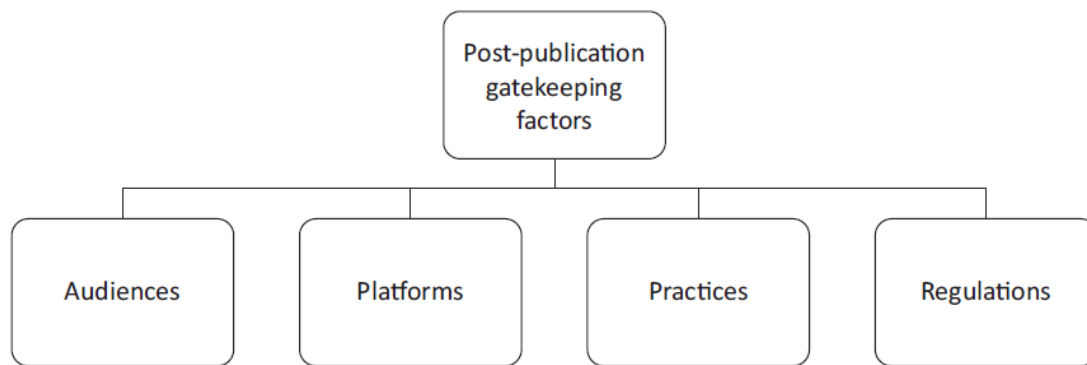 Post-publication
gatekeeping
factors
Audiences
Platforms
Practices
Regulations